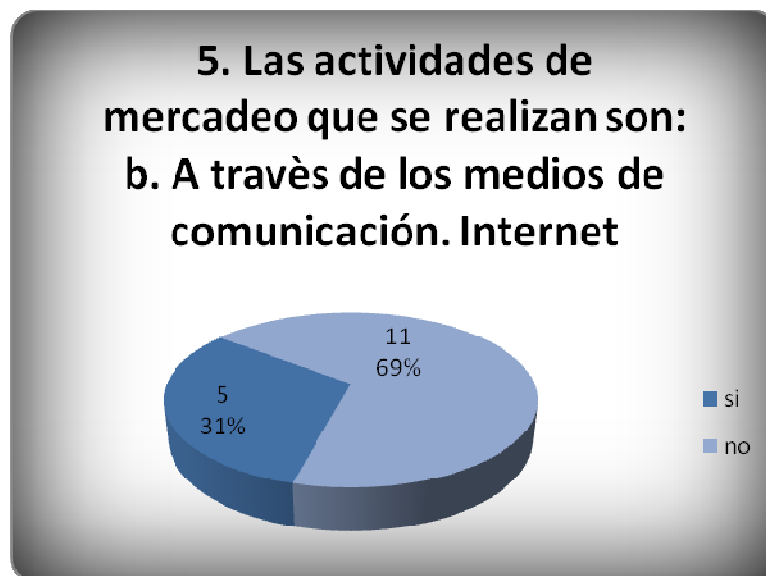 5. Las actividades de
mercadeo que se realizan son:
b. A travès de los medios de
comunicación. Internet
11
69%
5
31%
si
no